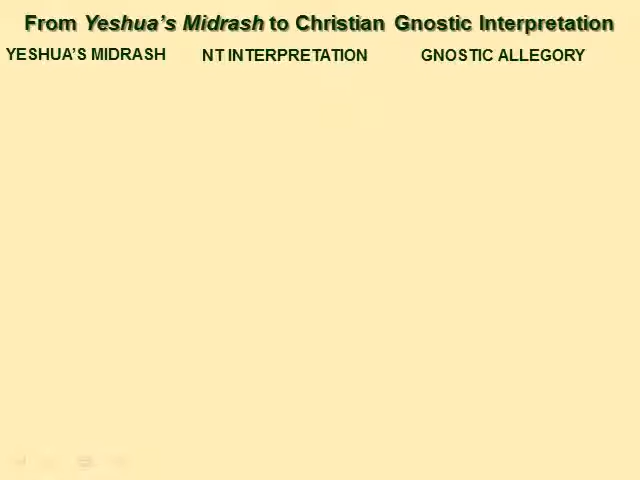 From Yeshua’s Midrash to Christian Gnostic Interpretation
YESHUA’S MIDRASH NT INTERPRETATION GNOSTIC ALLEGORY